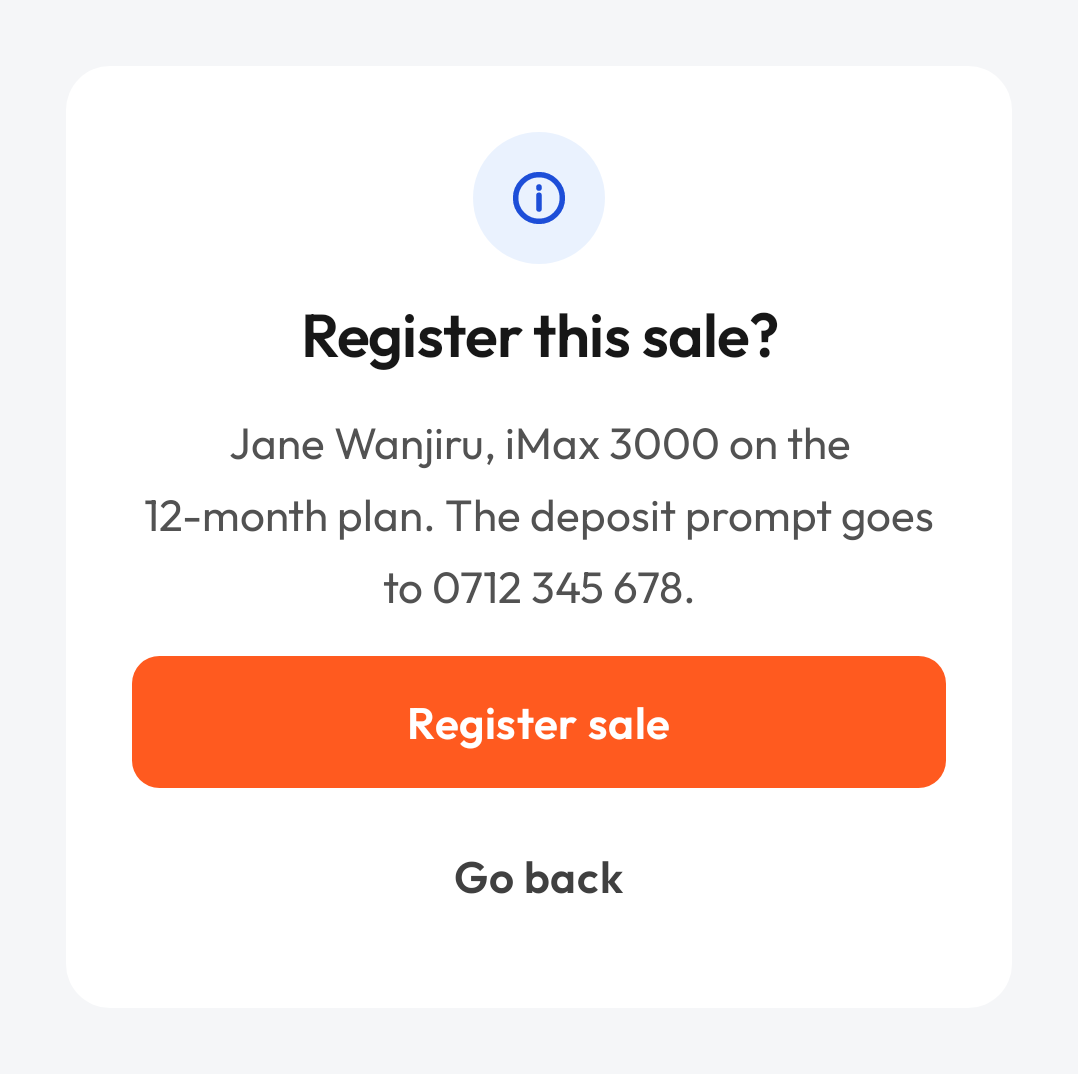 Register this sale?
Jane Wanjiru, iMax 3000 on the
12-month plan. The deposit prompt goes
to 0712 345 678.
Register sale
Go back